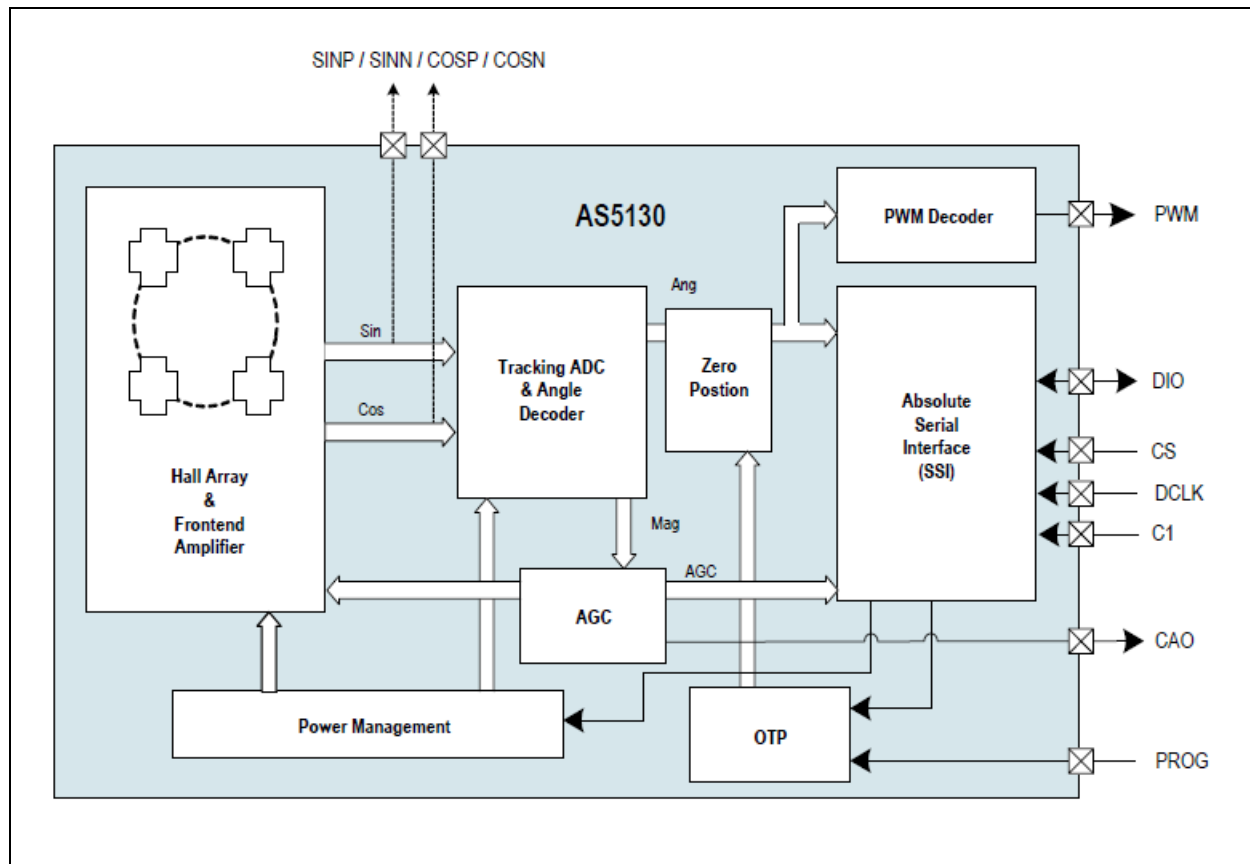 SINP / SINN / COSP / COSN
AS5130
PWM Decoder
PWM
Ang
Sin
Tracking ADC
& Angle
Decoder
Zero
Postion
Absolute
Serial
Interface
(SSI)
DIO
Cos
CS
Hall Array
&
Frontend
Amplifier
DCLK
Mag
C1
AGC
AGC
CAO
Power Management
OTP
PROG